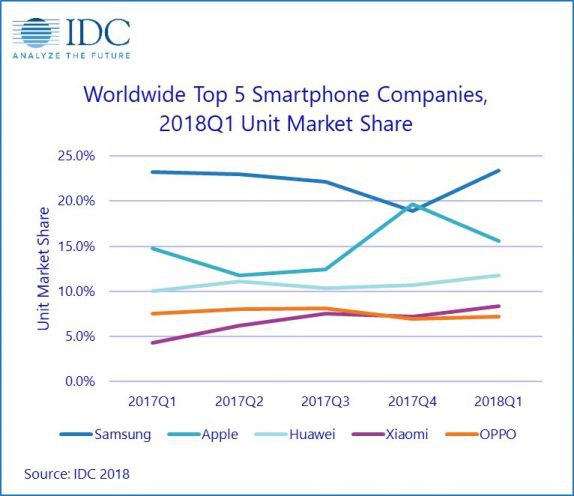 IDC
ANALYZE THE FUTURE
Worldwide Top 5 Smartphone Companies,
2018Q1 Unit Market Share
Unit Market Share
25.0%
20.0%
15.0%
10.0%
5.0%
0.0%
2017Q1 2017Q2 2017Q3 2017Q4 2018Q1
Samsung Apple Huawei Xiaomi OPPO
Source: IDC 2018